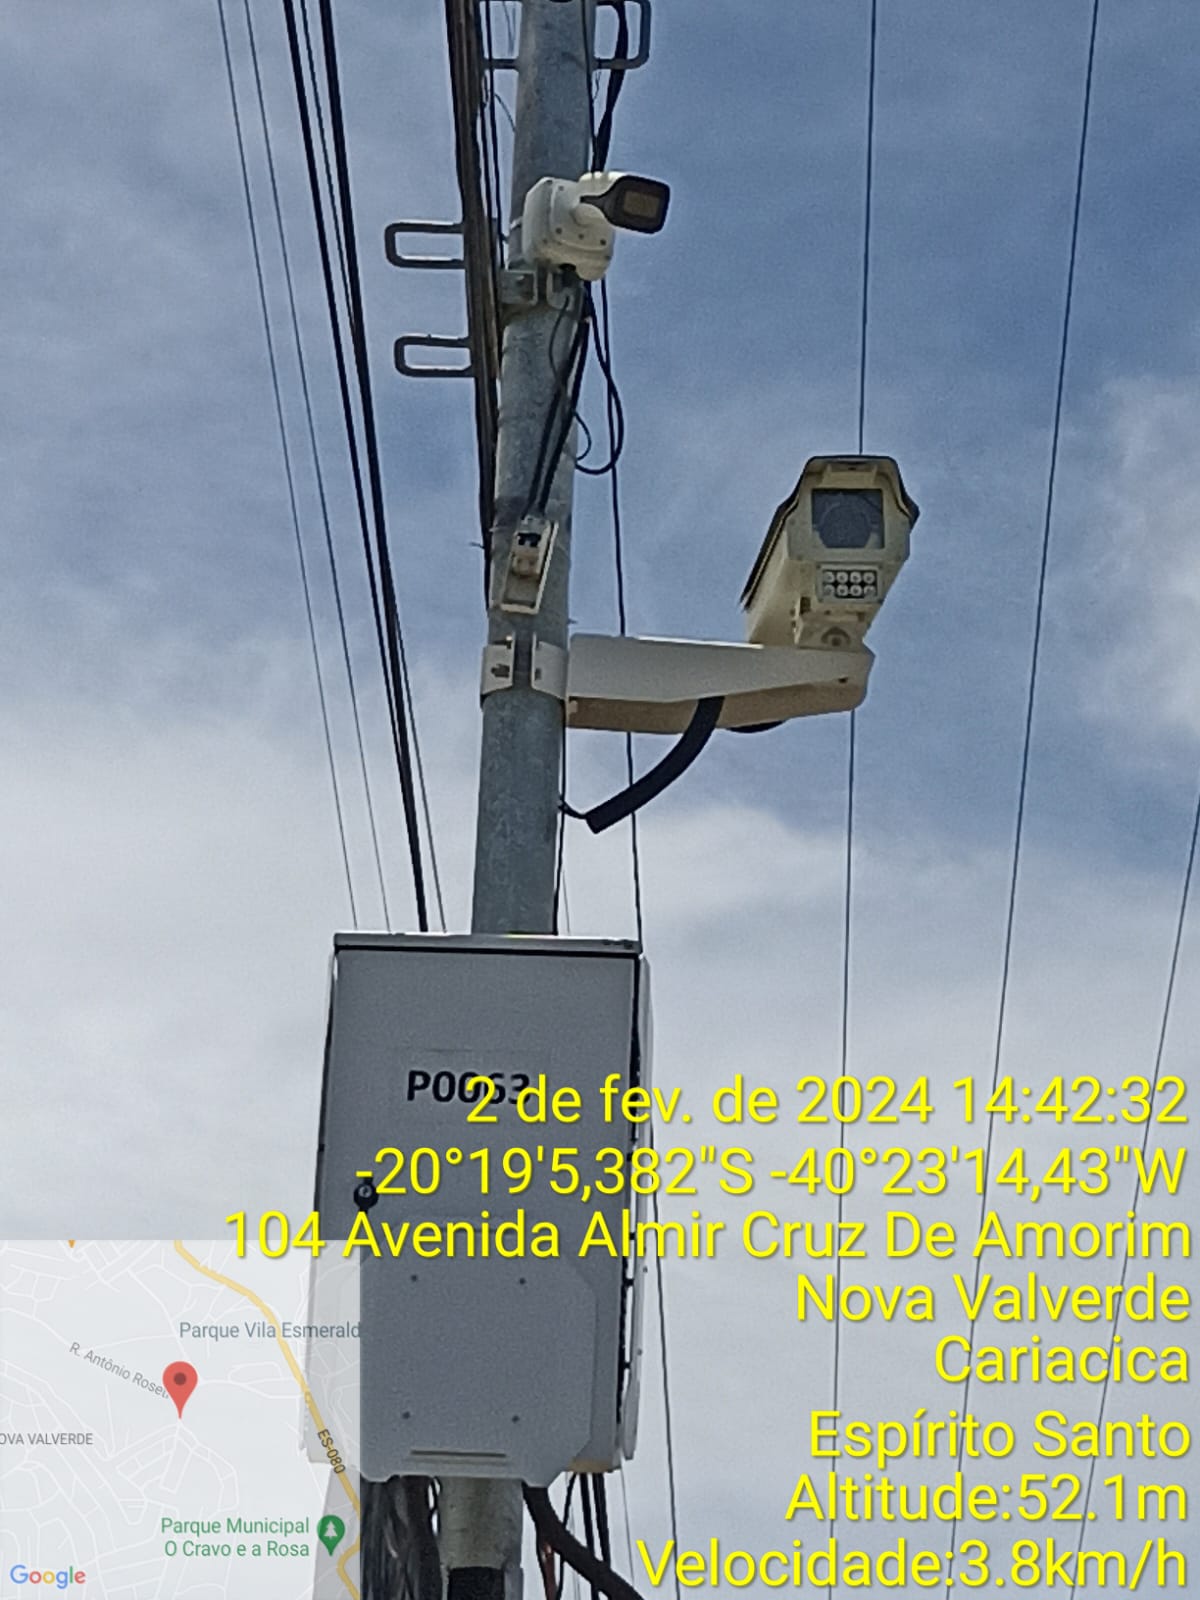 P0063
2 de fev. de 2024 14:42:32
-20°19'5,382"S -40°23'14,43"W
104 Avenida Almir Cruz De Amorim
Nova Valverde
Cariacica
Espírito Santo
Altitude:52.1m
Velocidade:3.8km/h
Parque Vila Esmerald
R. Antônio Roset
OVA VALVERDE
ES-080
Parque Municipal
O Cravo e a Rosa
Google